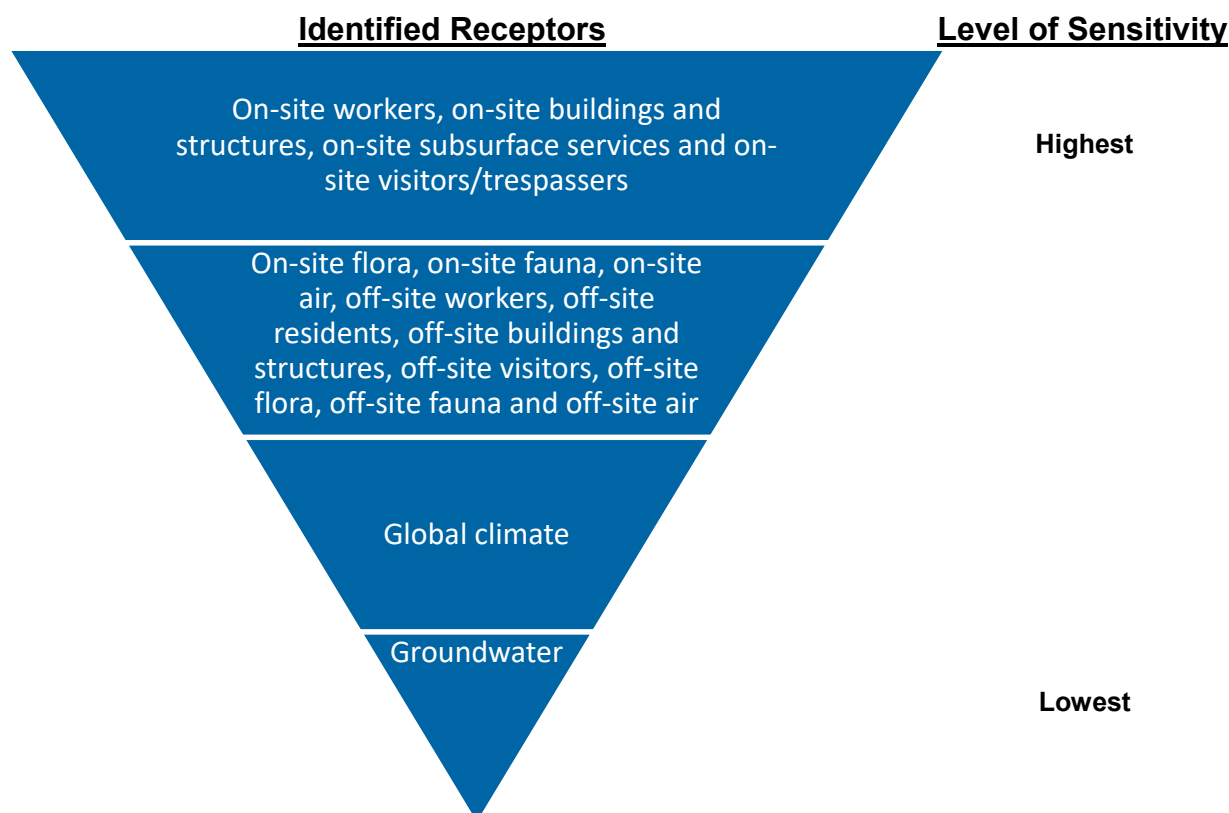 Identified Receptors
Level of Sensitivity
On-site workers, on-site buildings and
structures, on-site subsurface services and on-
site visitors/trespassers
Highest
On-site flora, on-site fauna, on-site
air, off-site workers, off-site
residents, off-site buildings and
structures, off-site visitors, off-site
flora, off-site fauna and off-site air
Global climate
Groundwater
Lowest